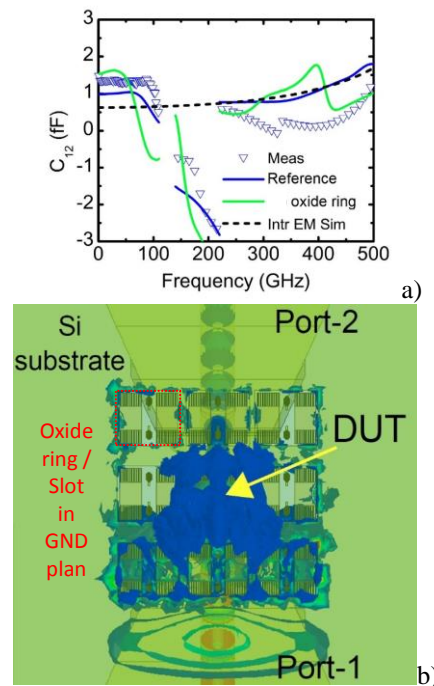 3
2
1
0
-1
-2
-3
C12 (fF)
Meas
Reference
oxide ring
Intr EM Sim
0 100 200 300 400 500
Frequency (GHz)
a)
Si
substrate
Port-2
Oxide
ring /
Slot
in
GND
plan
DUT
Port-1
b)